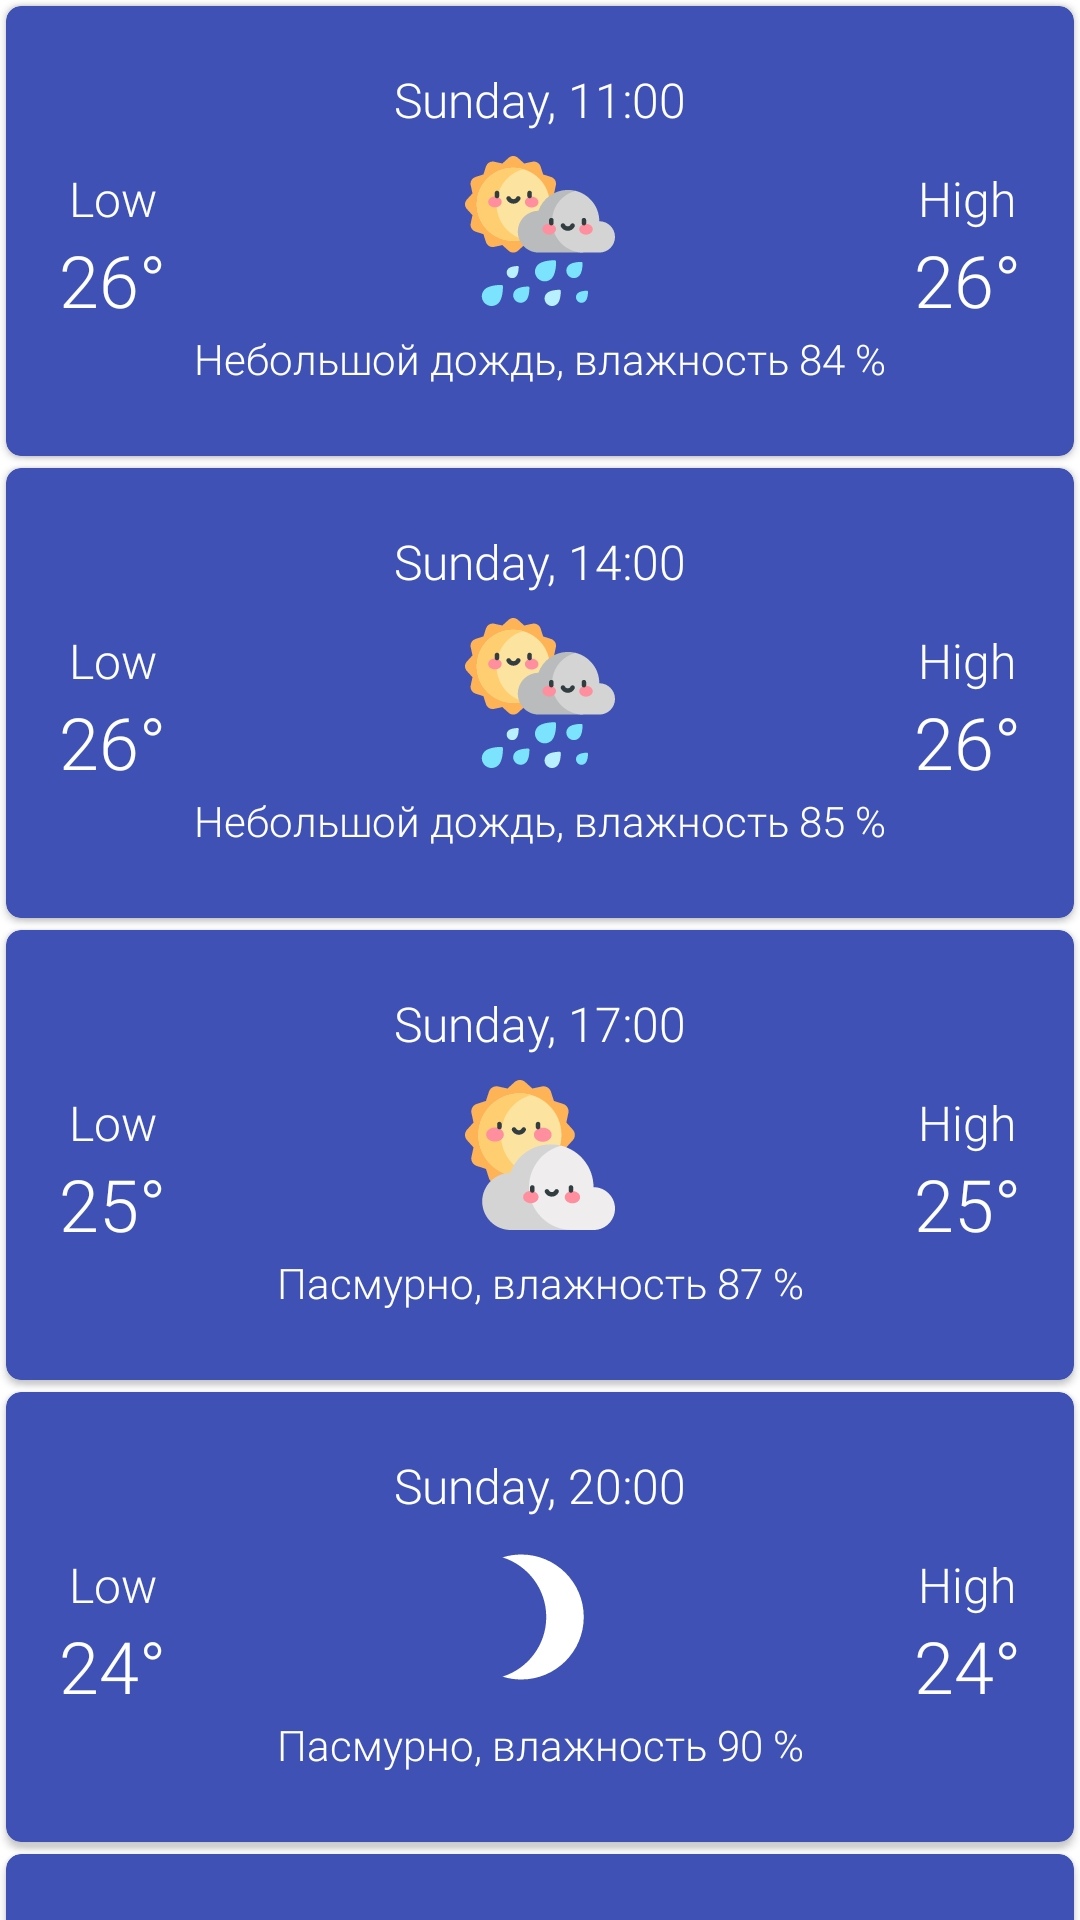 Sunday, 11:00
Low
High
26°
26°
Небольшой дождь, влажность 84 %
Sunday, 14:00
Low
High
26°
26°
Небольшой дождь, влажность 85 %
Sunday, 17:00
Low
High
25°
25°
Пасмурно, влажность 87 %
Sunday, 20:00
Low
High
24°
24°
Пасмурно, влажность 90 %